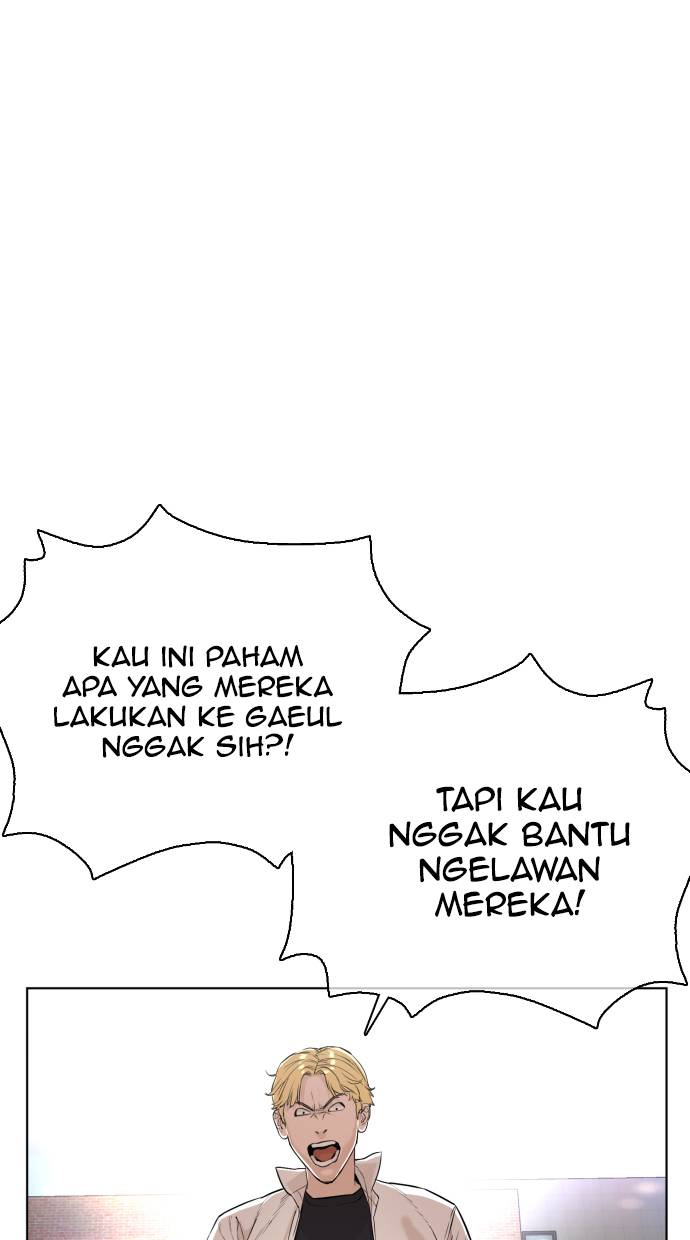 KAU INI PAHAM
APA YANG MEREKA
LAKUKAN KE GAEUL
NGGAK SIH?!
TAPI KAU
NGGAK BANTU
NGELAWAN
MEREKA!